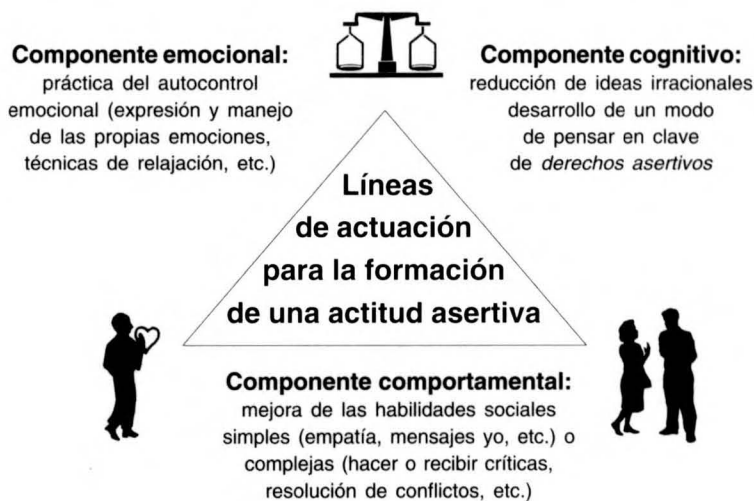 Componente emocional:
práctica del autocontrol
emocional (expresión y manejo
de las propias emociones,
técnicas de relajación, etc.)
Componente cognitivo:
reducción de ideas irracionales
desarrollo de un modo
de pensar en clave
de derechos asertivos
Líneas
de actuación
para la formación
de una actitud asertiva
Componente comportamental:
mejora de las habilidades sociales
simples (empatía, mensajes yo, etc.) o
complejas (hacer o recibir críticas,
resolución de conflictos, etc.)